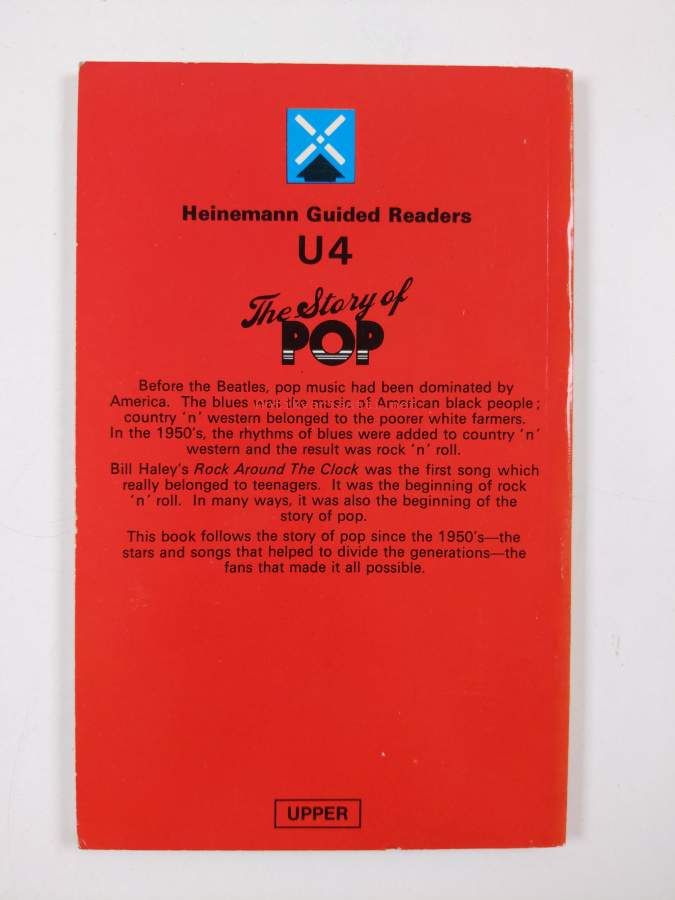 Heinemann Guided Readers
U4
The Story of
POP
Before the Beatles, pop music had been dominated by
America. The blues was the music of American black people;
country 'n' western belonged to the poorer white farmers.
In the 1950's, the rhythms of blues were added to country 'n'
western and the result was rock 'n' roll.
Bill Haley's Rock Around The Clock was the first song which
really belonged to teenagers. It was the beginning of rock
'n' roll. In many ways, it was also the beginning of the
story of pop.
This book follows the story of pop since the 1950's—the
stars and songs that helped to divide the generations—the
fans that made it all possible.
UPPER